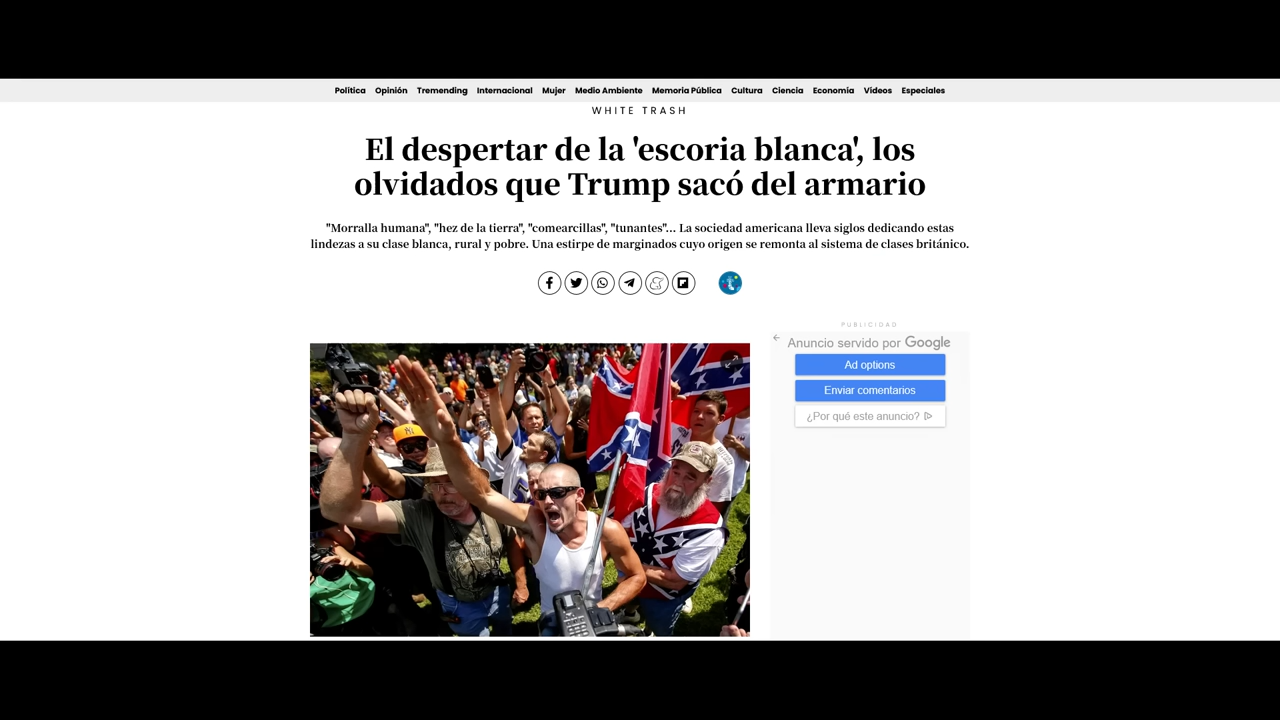 Política Opinión Tremending Internacional Mujer Medio Ambiente Memoria Pública Cultura Ciencia Economía Vídeos Especiales
WHITE TRASH
El despertar de la 'escoria blanca', los
olvidados que Trump sacó del armario
"Morralla humana", "hez de la tierra", "comearcillas", "tunantes"... La sociedad americana lleva siglos dedicando estas
lindezas a su clase blanca, rural y pobre. Una estirpe de marginados cuyo origen se remonta al sistema de clases británico.
PUBLICIDAD
Anuncio servido por Google
Ad options
Enviar comentarios
¿Por qué este anuncio?